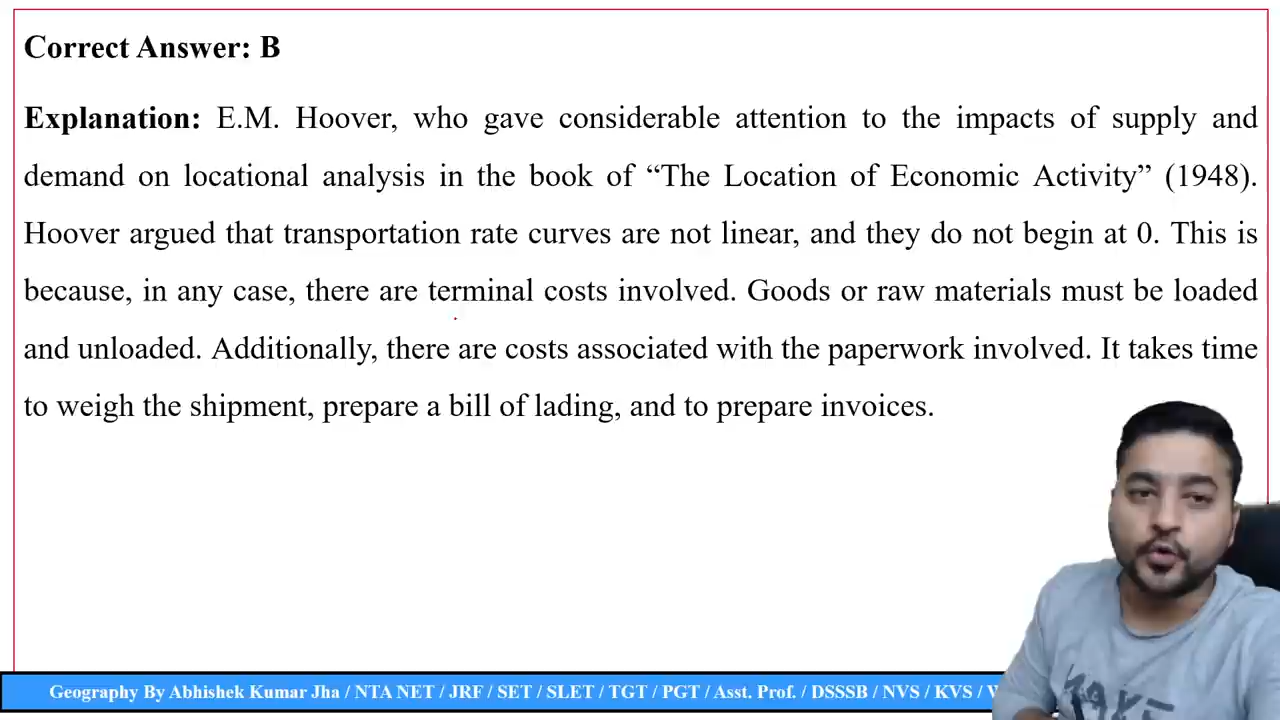 Correct Answer: B
Explanation: E.M. Hoover, who gave considerable attention to the impacts of supply and
demand on locational analysis in the book of “The Location of Economic Activity” (1948).
Hoover argued that transportation rate curves are not linear, and they do not begin at 0. This is
because, in any case, there are terminal costs involved. Goods or raw materials must be loaded
and unloaded. Additionally, there are costs associated with the paperwork involved. It takes time
to weigh the shipment, prepare a bill of lading, and to prepare invoices.
Geography By Abhishek Kumar Jha / NTA NET / JRF / SET / SLET / TGT / PGT / Asst. Prof. / DSSSB / NVS / KVS /
MAKE